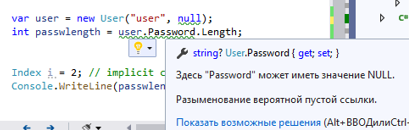 var user = new User("user", null);
int passwlength = user.Password.Length;
string? User.Password { get; set; }
Index i = 2; // implicit c
Здесь "Password" может иметь значение NULL.
Console.WriteLine(passwlen
Разыменование вероятной пустой ссылки.
Показать возможные решения (Alt+ВВОДилиCtrl-